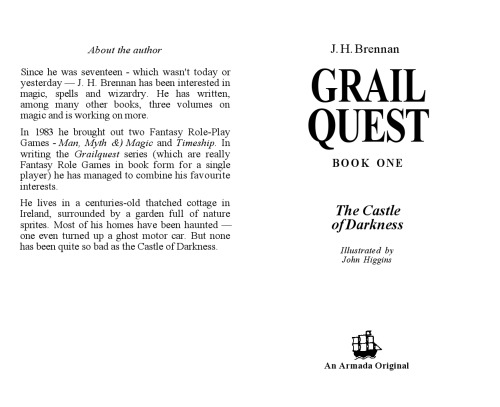 About the author
Since he was seventeen - which wasn't today or
yesterday — J. H. Brennan has been interested in
magic, spells and wizardry. He has written,
among many other books, three volumes on
magic and is working on more.
In 1983 he brought out two Fantasy Role-Play
Games - Man, Myth &) Magic and Timeship. In
writing the Grailquest series (which are really
Fantasy Role Games in book form for a single
player) he has managed to combine his favourite
interests.
He lives in a centuries-old thatched cottage in
Ireland, surrounded by a garden full of nature
sprites. Most of his homes have been haunted —
one even turned up a ghost motor car. But none
has been quite so bad as the Castle of Darkness.
J. H. Brennan
GRAIL
QUEST
BOOK ONE
The Castle
of Darkness
Illustrated by
John Higgins
An Armada Original